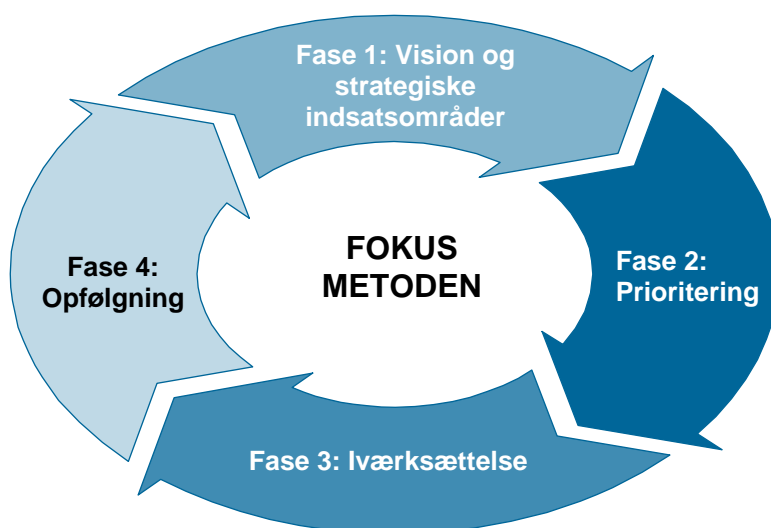 Fase 1: Vision og
strategiske
indsatsområder
FOKUS
METODEN
Fase 2:
Prioritering
Fase 3: Iværksættelse
Fase 4:
Opfølgning